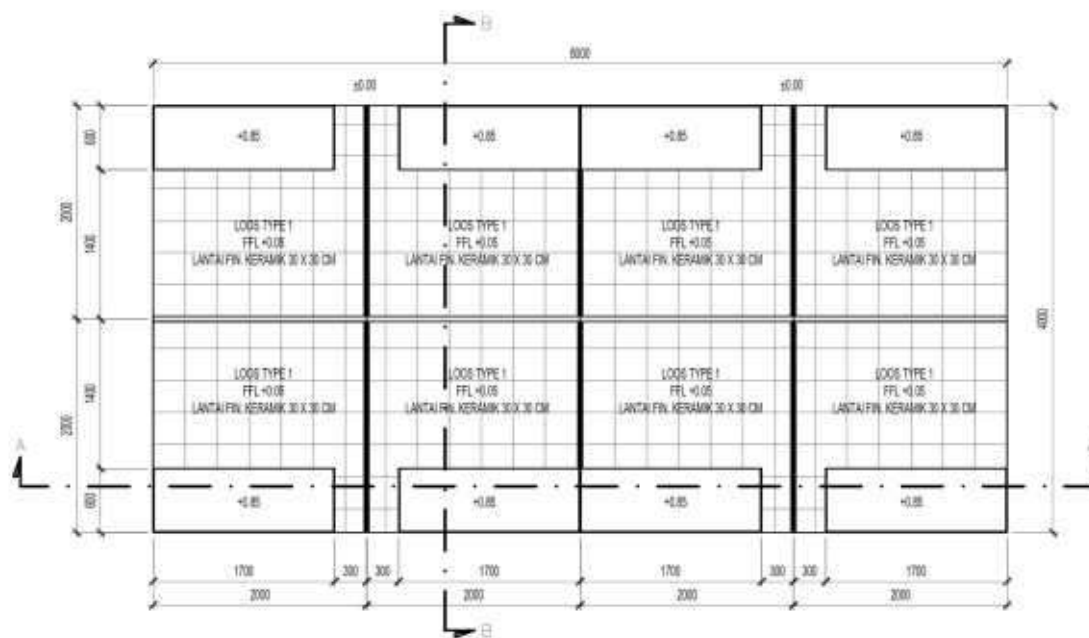 B
8000
±0.00 ±0.00
600 +0.85 +0.85 +0.85 +0.85
2000
1400
LOOS TYPE 1 LOOS TYPE 1 LOOS TYPE 1 LOOS TYPE 1
FFL +0.05 FFL +0.05 FFL +0.05 FFL +0.05
LANTAI FIN. KERAMIK 30 X 30 CM LANTAI FIN. KERAMIK 30 X 30 CM LANTAI FIN. KERAMIK 30 X 30 CM LANTAI FIN. KERAMIK 30 X 30 CM
4000
2000
1400
LOOS TYPE 1 LOOS TYPE 1 LOOS TYPE 1 LOOS TYPE 1
FFL +0.05 FFL +0.05 FFL +0.05 FFL +0.05
LANTAI FIN. KERAMIK 30 X 30 CM LANTAI FIN. KERAMIK 30 X 30 CM LANTAI FIN. KERAMIK 30 X 30 CM LANTAI FIN. KERAMIK 30 X 30 CM
A
600 +0.85 +0.85 +0.85 +0.85
1700 300 300 1700 1700 300 300 1700
2000 2000 2000 2000
B